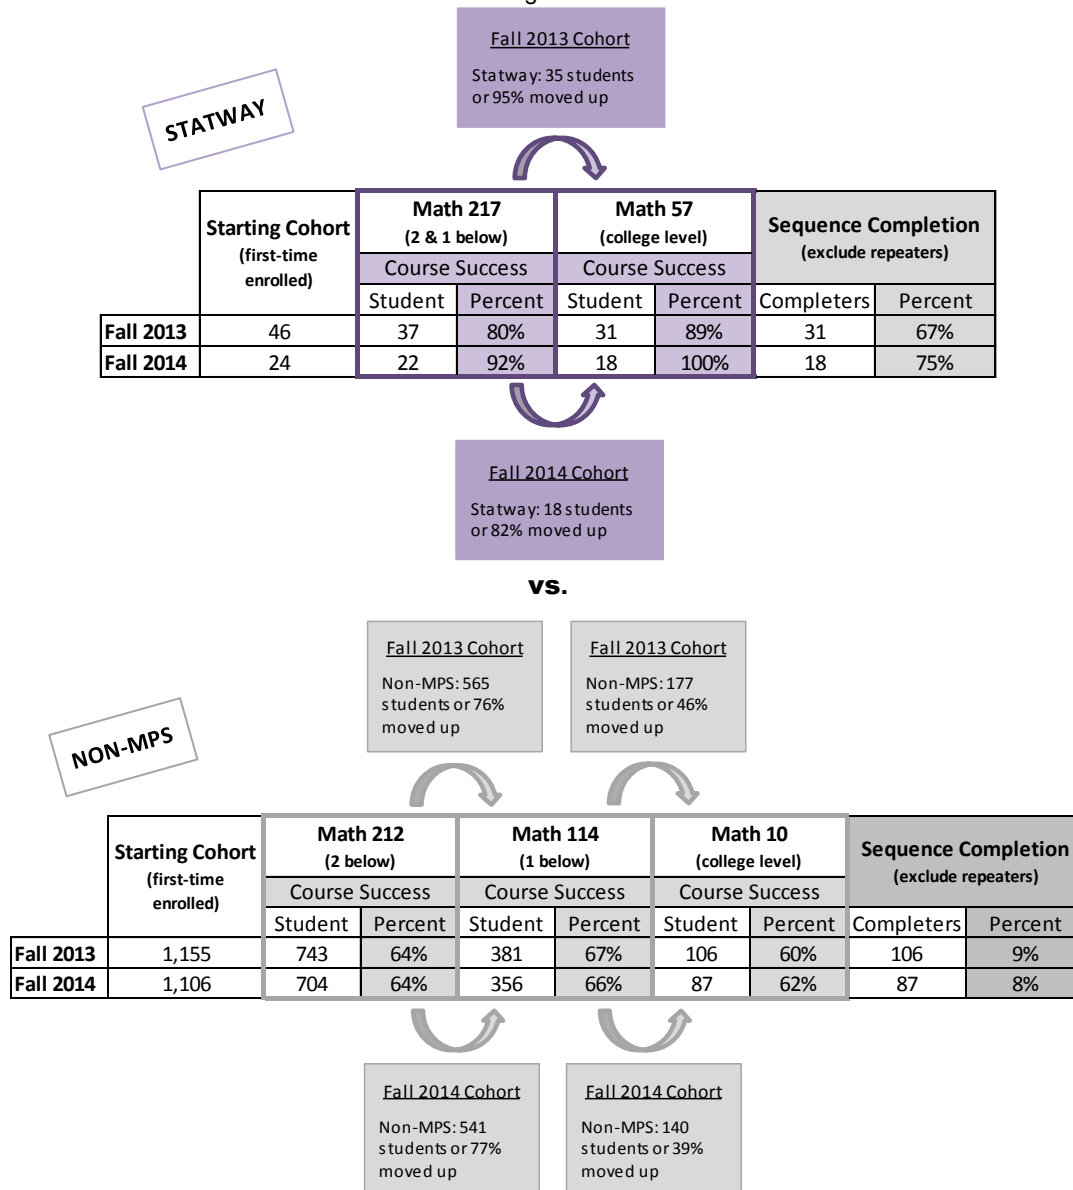 Fall 2013 Cohort
Statway: 35 students
or 95% moved up
STATWAY
Starting Cohort
(first-time
enrolled)
Math 217
(2 & 1 below)
Math 57
(college level)
Sequence Completion
(exclude repeaters)
Course Success
Course Success
Student Percent Student Percent Completers Percent
Fall 2013 46 37 80% 31 89% 31 67%
Fall 2014 24 22 92% 18 100% 18 75%
Fall 2014 Cohort
Statway: 18 students
or 82% moved up
vs.
Fall 2013 Cohort
Non-MPS: 565
students or 76%
moved up
Fall 2013 Cohort
Non-MPS: 177
students or 46%
moved up
NON-MPS
Starting Cohort
(first-time
enrolled)
Math 212
(2 below)
Math 114
(1 below)
Math 10
(college level)
Sequence Completion
(exclude repeaters)
Course Success
Course Success
Course Success
Student Percent Student Percent Student Percent Completers Percent
Fall 2013 1,155 743 64% 381 67% 106 60% 106 9%
Fall 2014 1,106 704 64% 356 66% 87 62% 87 8%
Fall 2014 Cohort
Non-MPS: 541
students or 77%
moved up
Fall 2014 Cohort
Non-MPS: 140
students or 39%
moved up